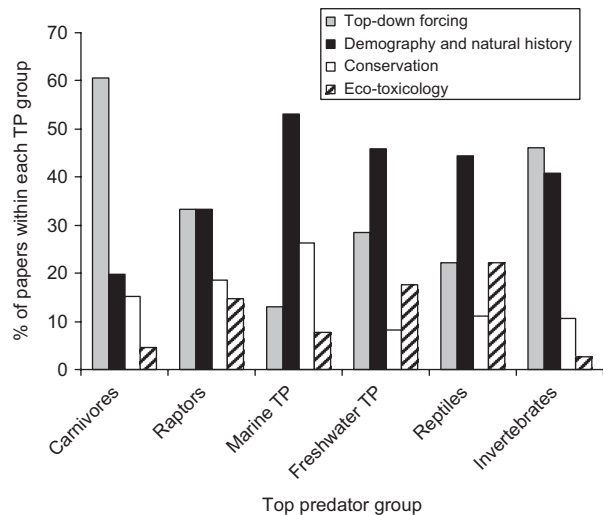 Top-down forcing
Demography and natural history
Conservation
Eco-toxicology
% of papers within each TP group
70
60
50
40
30
20
10
0
Carnivores
Raptors
Marine TP
Freshwater TP
Reptiles
Invertebrates
Top predator group